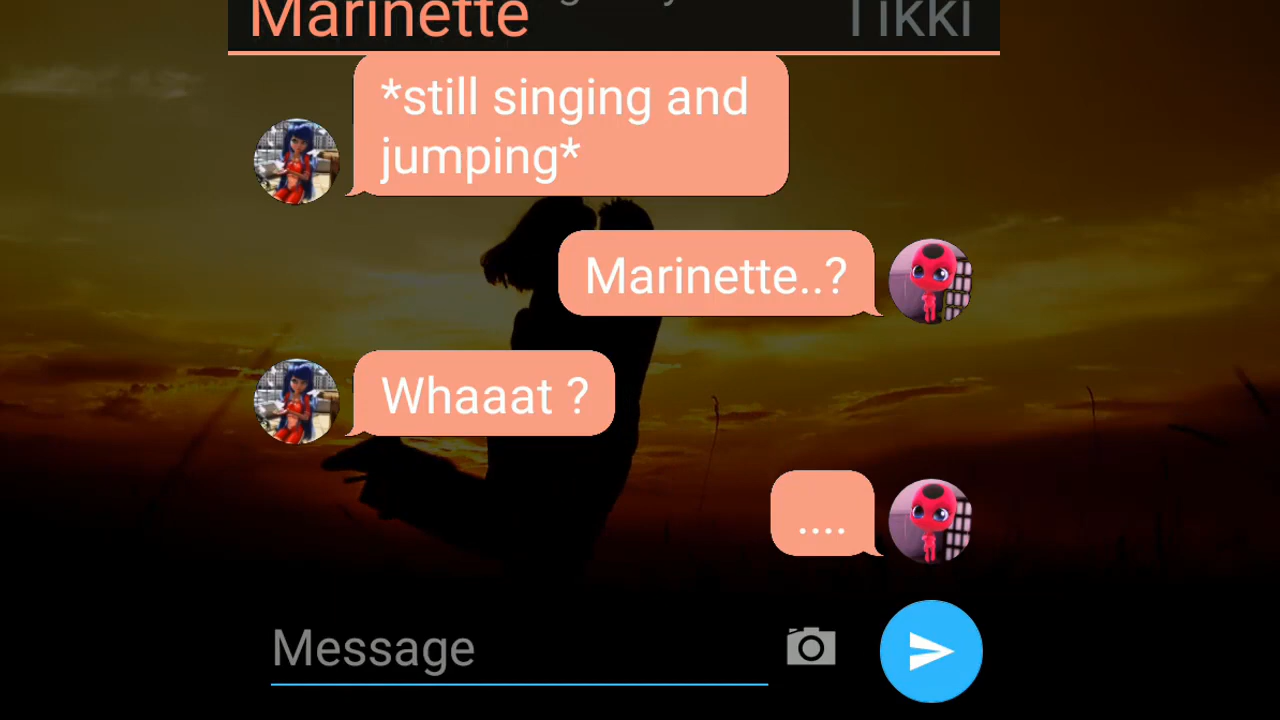 Marinette Tikki
*still singing and
jumping*
Marinette..?
Whaaat ?
....
Message